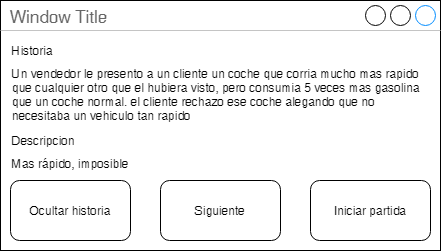 Window Title
Historia
Un vendedor le presento a un cliente un coche que corria mucho mas rapido
que cualquier otro que el hubiera visto, pero consumia 5 veces mas gasolina
que un coche normal. el cliente rechazo ese coche alegando que no
necesitaba un vehiculo tan rapido
Descripcion
Mas rápido, imposible
Ocultar historia
Siguiente
Iniciar partida